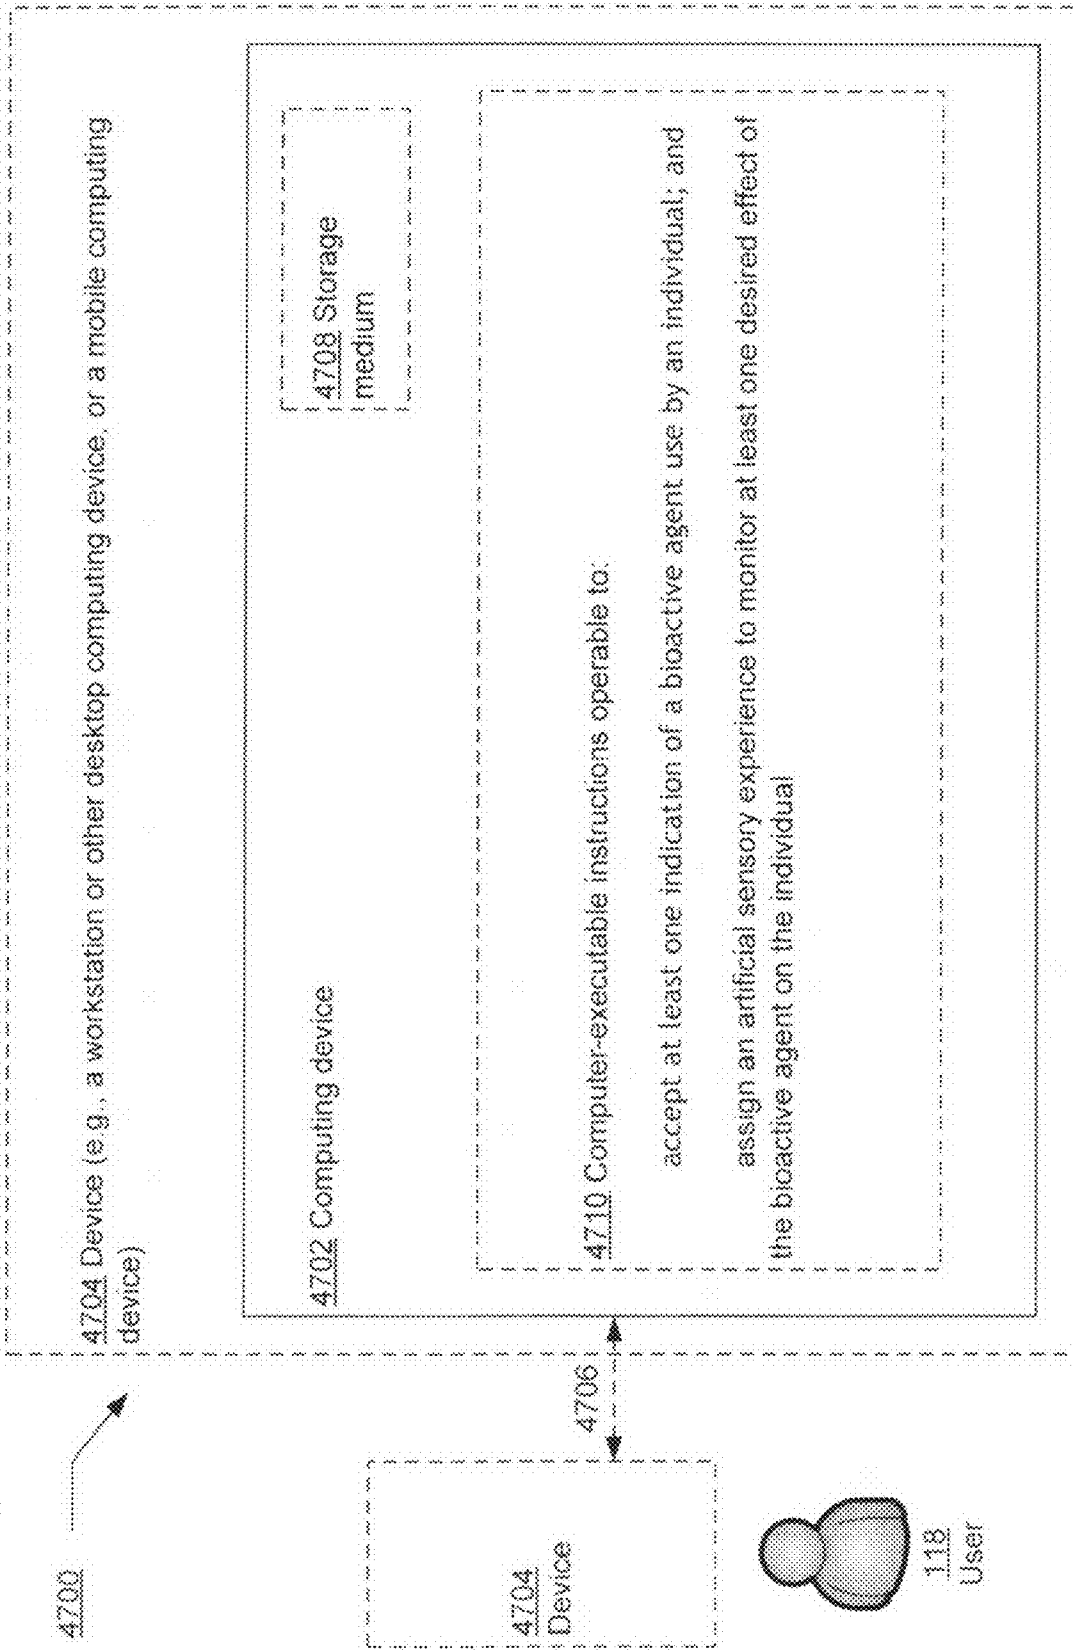 4700
4704 Device (e.g., a workstation or other desktop computing device, or a mobile computing
device)
4702 Computing device
4708 Storage
medium
4710 Computer-executable instructions operable to:
accept at least one indication of a bioactive agent use by an individual; and
assign an artificial sensory experience to monitor at least one desired effect of
the bioactive agent on the individual
4706
4704
Device
118
User